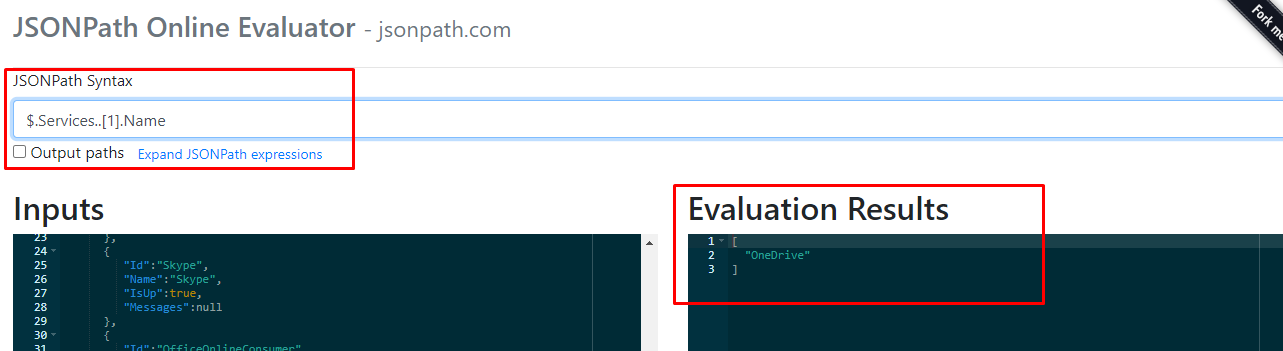 JSONPath Online Evaluator - jsonpath.com
Fork me
JSONPath Syntax
$.Services..[1].Name
Output paths Expand JSONPath expressions
Inputs
23 },
24 {
25 "Id":"Skype",
26 "Name":"Skype",
27 "IsUp":true,
28 "Messages":null
29 },
30 {
31 "Id":"OfficeOnlineConsumer"
Evaluation Results
1 [
2 "OneDrive"
3 ]